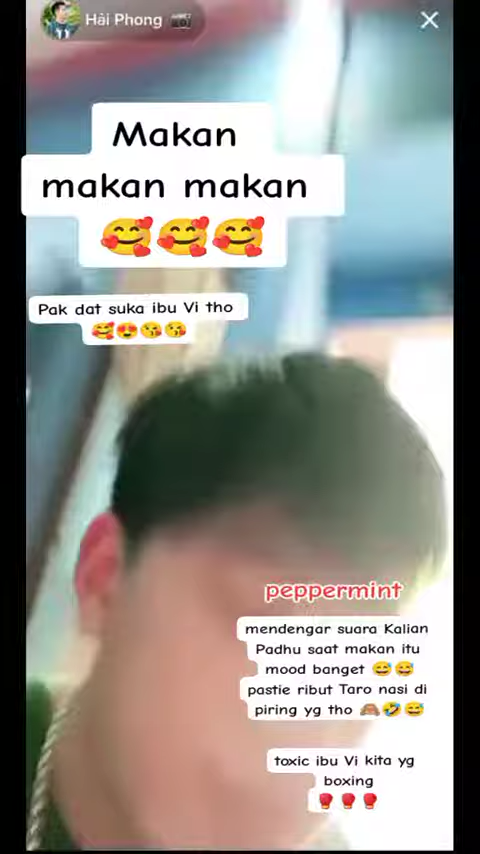 Hải Phong 📷
Makan
makan makan
🥰🥰🥰
Pak dat suka ibu Vi tho
🥰😍😘😘
peppermint
mendengar suara Kalian
Padhu saat makan itu
mood banget 😅😅
pastie ribut Taro nasi di
piring yg tho 🙈🤣😅
toxic ibu Vi kita yg
boxing
🥊🥊🥊